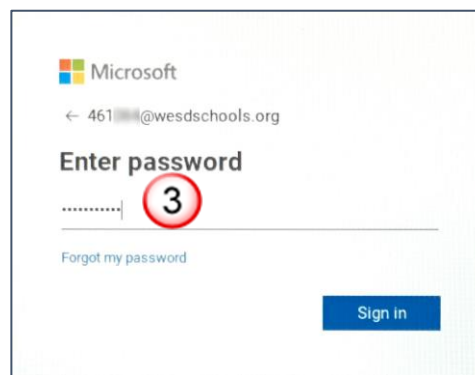 Microsoft
← 461 @wesdschools.org
Enter password
...........
3
Forgot my password
Sign in